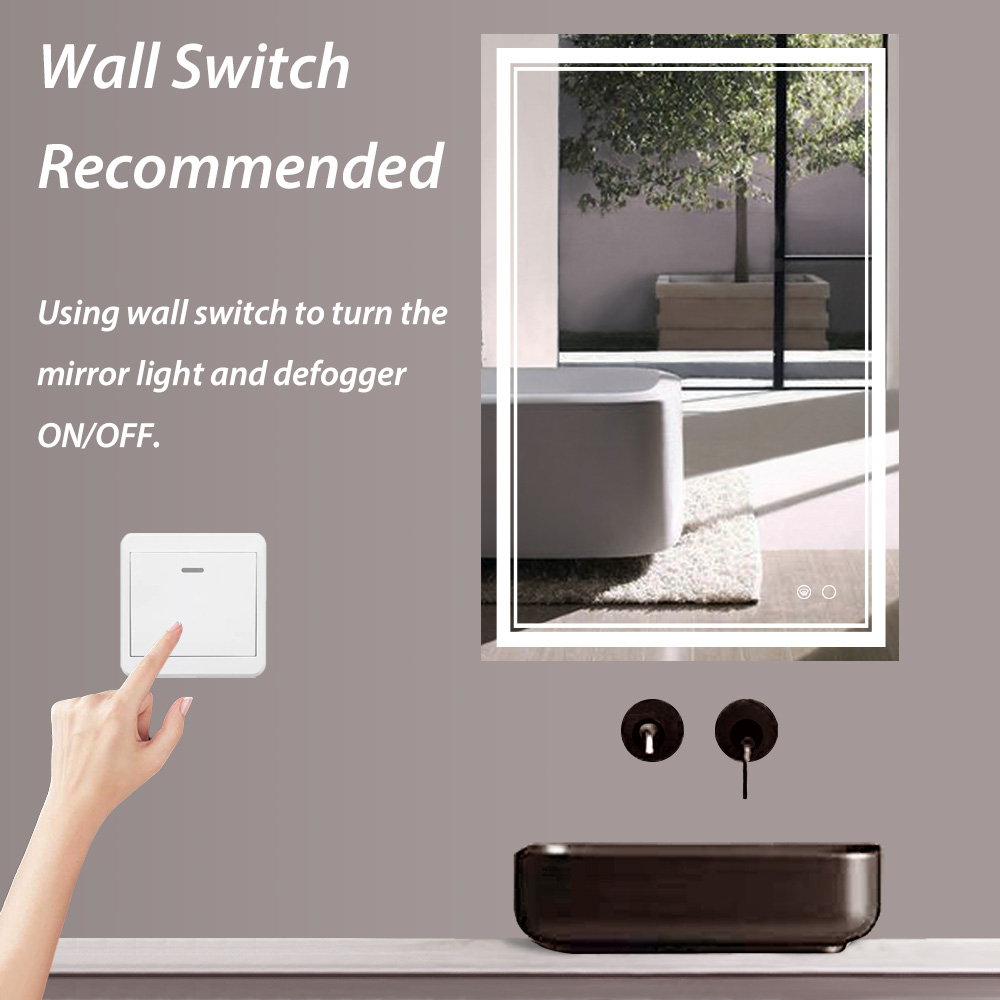 Wall Switch
Recommended
Using wall switch to turn the
mirror light and defogger
ON/OFF.